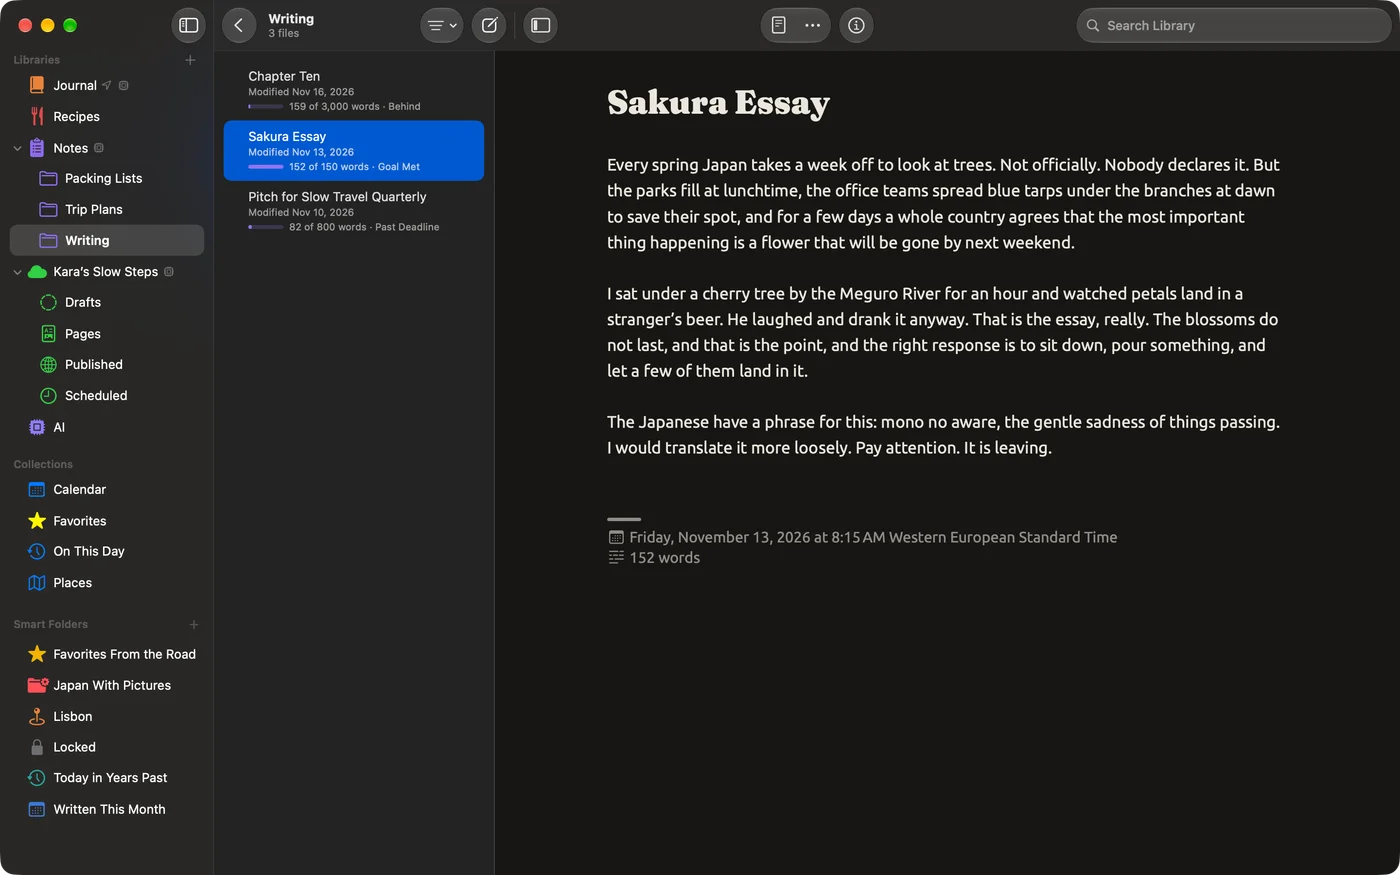 Writing
3 files
Search Library
Libraries
Journal
Recipes
Notes
Packing Lists
Trip Plans
Writing
Kara’s Slow Steps
Drafts
Pages
Published
Scheduled
AI
Collections
Calendar
Favorites
On This Day
Places
Smart Folders
Favorites From the Road
Japan With Pictures
Lisbon
Locked
Today in Years Past
Written This Month
Chapter Ten
Modified Nov 16, 2026
159 of 3,000 words · Behind
Sakura Essay
Modified Nov 13, 2026
152 of 150 words · Goal Met
Pitch for Slow Travel Quarterly
Modified Nov 10, 2026
82 of 800 words · Past Deadline
Sakura Essay
Every spring Japan takes a week off to look at trees. Not officially. Nobody declares it. But
the parks fill at lunchtime, the office teams spread blue tarps under the branches at dawn
to save their spot, and for a few days a whole country agrees that the most important
thing happening is a flower that will be gone by next weekend.
I sat under a cherry tree by the Meguro River for an hour and watched petals land in a
stranger’s beer. He laughed and drank it anyway. That is the essay, really. The blossoms do
not last, and that is the point, and the right response is to sit down, pour something, and
let a few of them land in it.
The Japanese have a phrase for this: mono no aware, the gentle sadness of things passing.
I would translate it more loosely. Pay attention. It is leaving.
Friday, November 13, 2026 at 8:15 AM Western European Standard Time
152 words